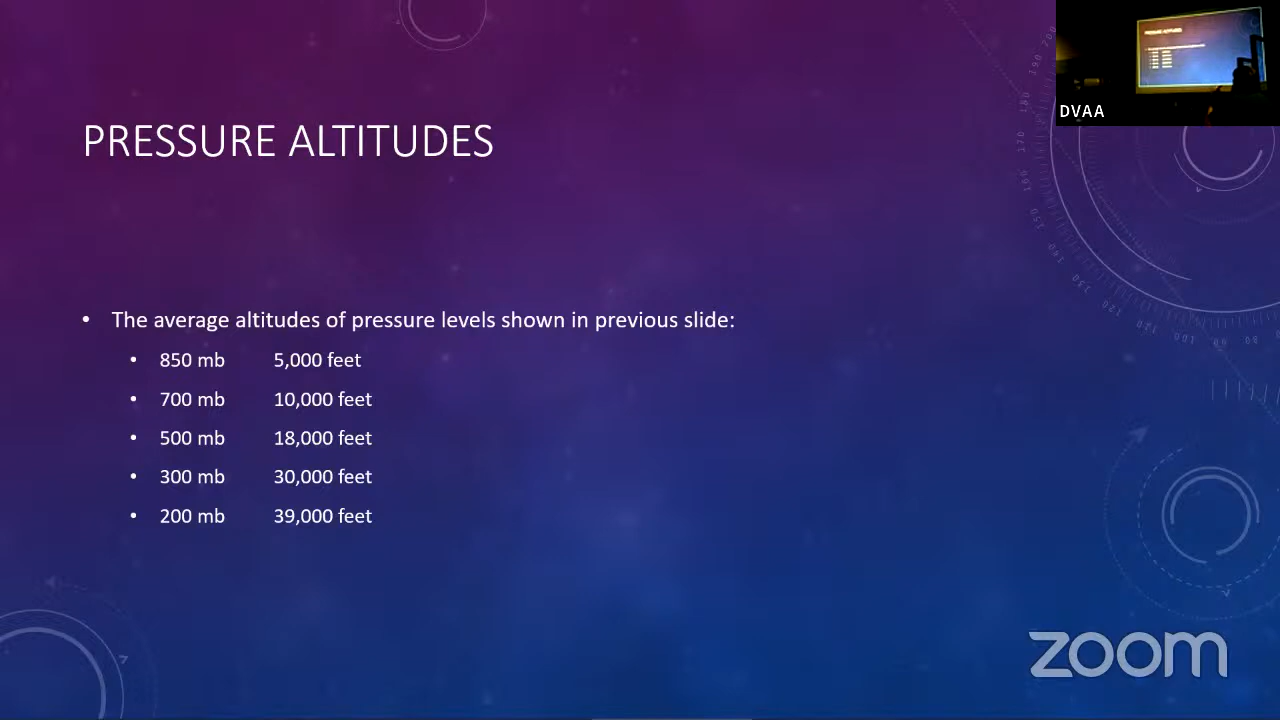 DVAA
PRESSURE ALTITUDES
• The average altitudes of pressure levels shown in previous slide:
• 850 mb 5,000 feet
• 700 mb 10,000 feet
• 500 mb 18,000 feet
• 300 mb 30,000 feet
• 200 mb 39,000 feet
zoom